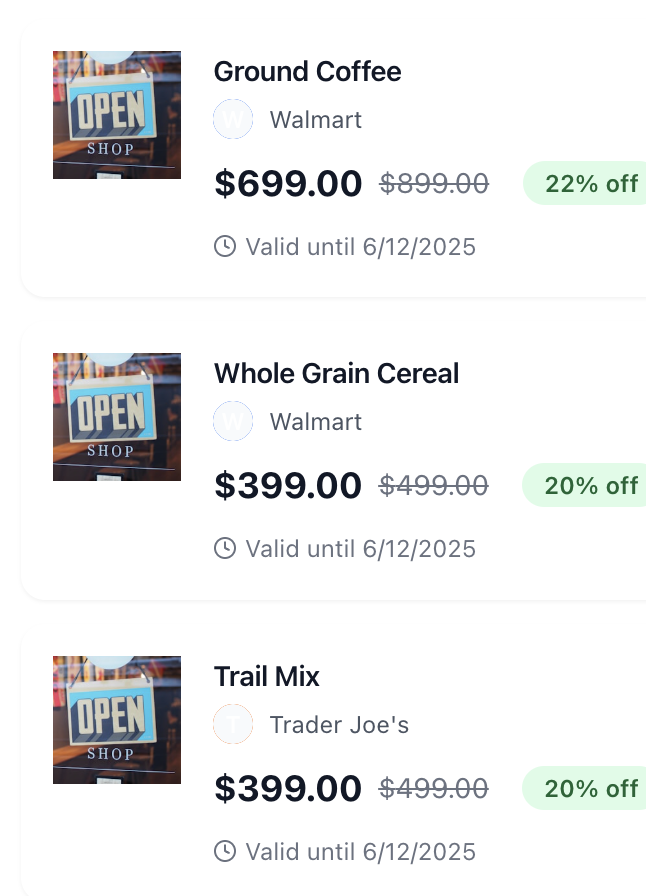 Ground Coffee
OPEN
SHOP
W Walmart
$699.00 $899.00 22% off
Valid until 6/12/2025
Whole Grain Cereal
OPEN
SHOP
W Walmart
$399.00 $499.00 20% off
Valid until 6/12/2025
Trail Mix
OPEN
SHOP
T Trader Joe's
$399.00 $499.00 20% off
Valid until 6/12/2025